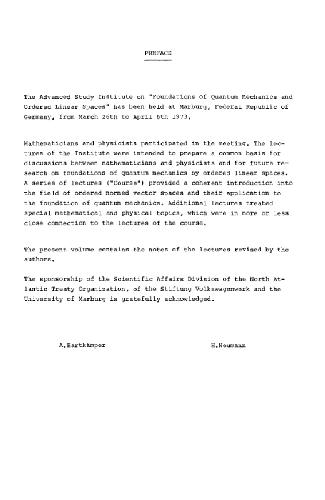 PREFACE
The Advanced Study Institute on "Foundations of Quantum Mechanics and
Ordered Linear Spaces" has been held at Marburg, Federal Republic of
Germany, from March 26th to April 6th 1973.
Mathematicians and physicists participated in the meeting. The lec-
tures of the Institute were intended to prepare a common basis for
discussions between mathematicians and physicists and for future re-
search on foundations of quantum mechanics by ordered linear spaces.
A series of lectures ("Course") provided a coherent introduction into
the field of ordered normed vector spaces and their application to
the foundation of quantum mechanics. Additional lectures treated
special mathematical and physical topics, which were in more or less
close connection to the lectures of the course.
The present volume contains the notes of the lectures revised by the
authors.
The sponsorship of the Scientific Affairs Division of the North At-
lantic Treaty Organization, of the Stiftung Volkswagenwerk and the
University of Marburg is gratefully acknowledged.
A.Hartkämper
H.Neumann